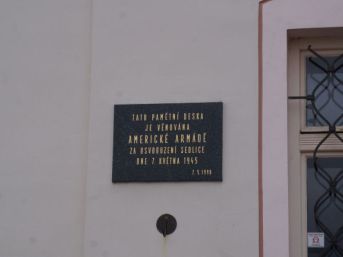 TATO PAMĚTNÍ DESKA
JE VĚNOVÁNA
AMERICKÉ ARMÁDĚ
ZA OSVOBOZENÍ SEDLICE
DNE 7 KVĚTNA 1945